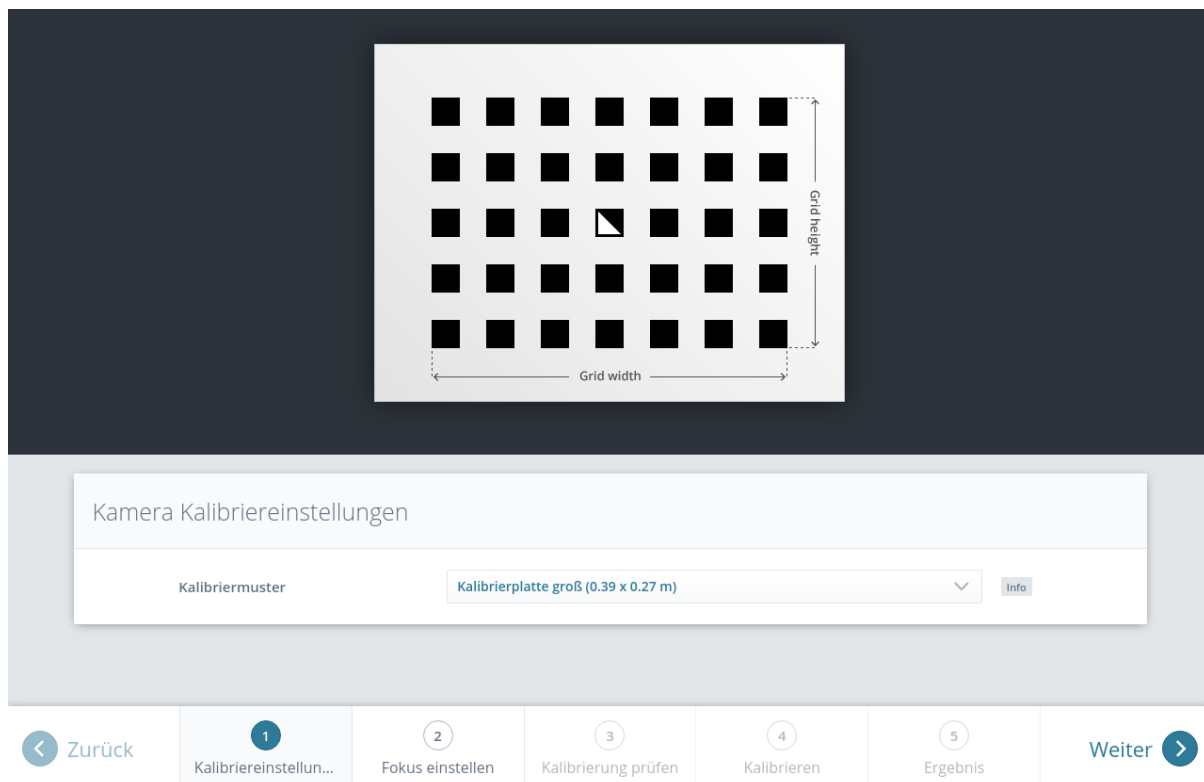 Grid height
Grid width
Kamera Kalibriereinstellungen
Kalibriermuster
Kalibrierplatte groß (0.39 x 0.27 m)
Info
Zurück
1
Kalibriereinstellun...
2
Fokus einstellen
3
Kalibrierung prüfen
4
Kalibrieren
5
Ergebnis
Weiter